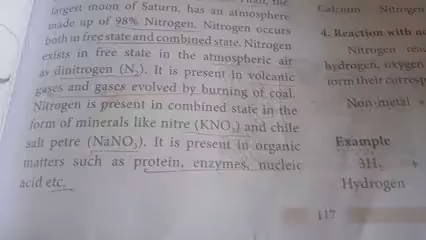 largest moon of Saturn, has an atmosphere
made up of 98% Nitrogen. Nitrogen occurs
both in free state and combined state. Nitrogen
exists in free state in the atmospheric air
as dinitrogen (N₂). It is present in volcanic
gases and gases evolved by burning of coal.
Nitrogen is present in combined state in the
form of minerals like nitre (KNO₃) and chile
salt petre (NaNO₃). It is present in organic
matters such as protein, enzymes, nucleic
acid etc.
117
Calcium Nitrogen
4. Reaction with
Nitrogen
hydrogen, oxygen
form their
Non-metal +
Example
3H₂ +
Hydrogen